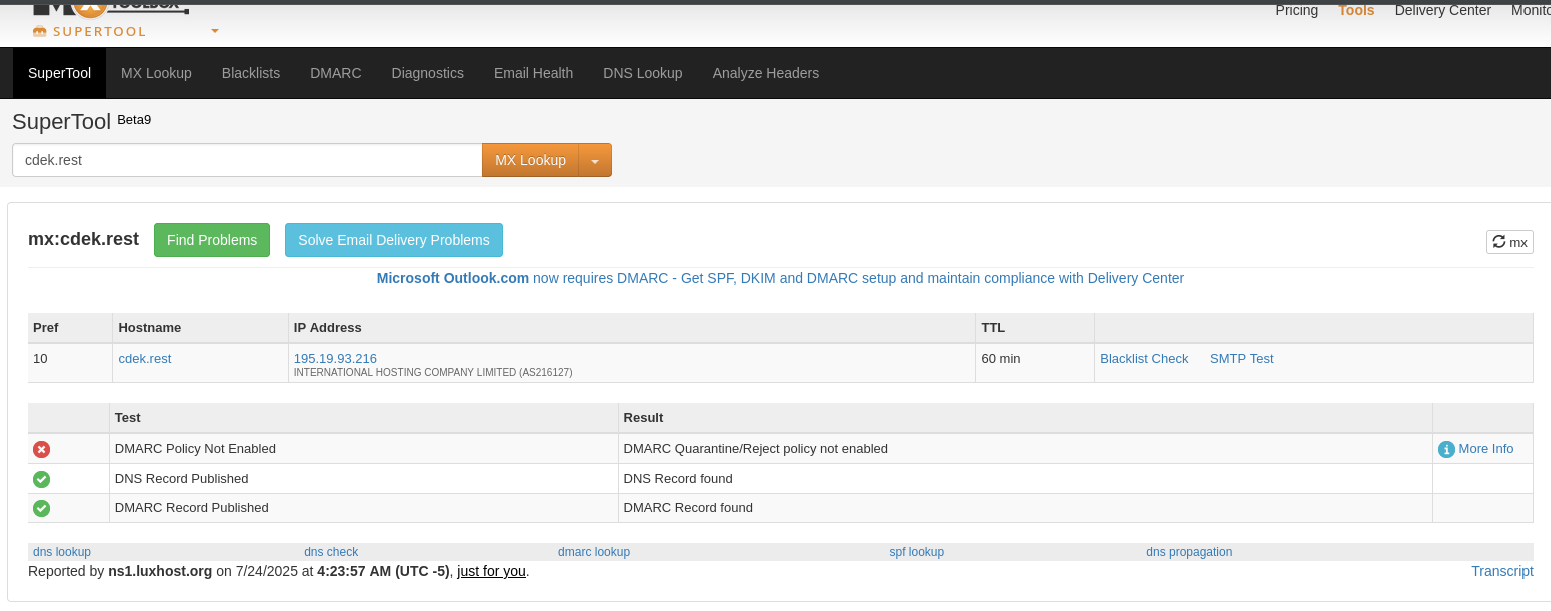 TOOLBOX
Pricing Tools Delivery Center Monito
SUPERTOOL
SuperTool MX Lookup Blacklists DMARC Diagnostics Email Health DNS Lookup Analyze Headers
SuperTool Beta9
cdek.rest MX Lookup
mx:cdek.rest Find Problems Solve Email Delivery Problems mx
Microsoft Outlook.com now requires DMARC - Get SPF, DKIM and DMARC setup and maintain compliance with Delivery Center
Pref Hostname IP Address TTL
10 cdek.rest 195.19.93.216 60 min Blacklist Check SMTP Test
INTERNATIONAL HOSTING COMPANY LIMITED (AS216127)
Test Result
DMARC Policy Not Enabled DMARC Quarantine/Reject policy not enabled More Info
DNS Record Published DNS Record found
DMARC Record Published DMARC Record found
dns lookup dns check dmarc lookup spf lookup dns propagation
Reported by ns1.luxhost.org on 7/24/2025 at 4:23:57 AM (UTC -5), just for you. Transcript